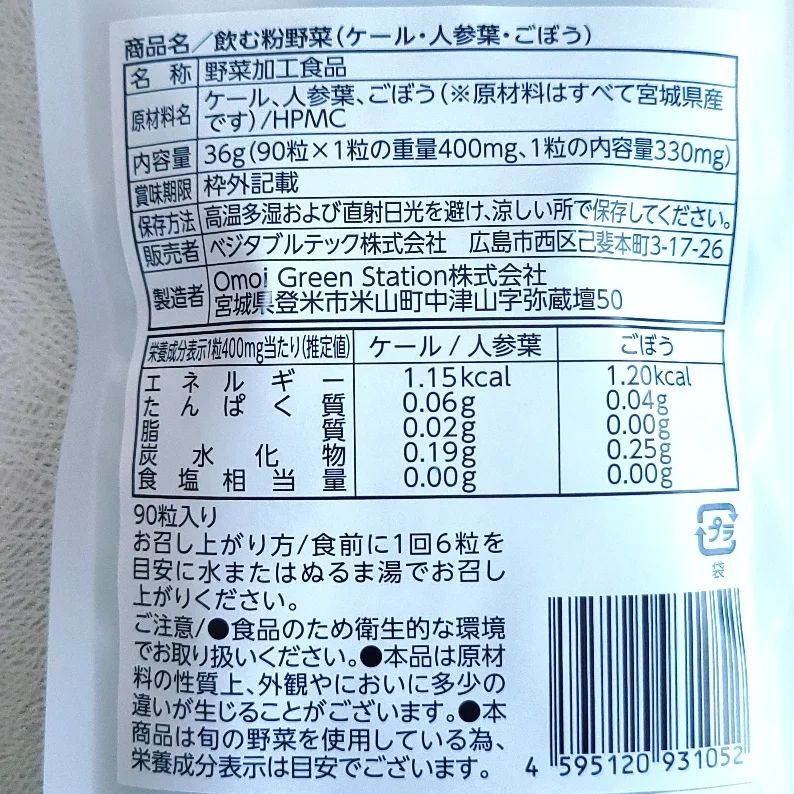 商品名/飲む粉野菜(ケール・人参葉・ごぼう)
名 称 野菜加工食品
原材料名 ケール、人参葉、ごぼう(※原材料はすべて宮城県産
です)/HPMC
内容量 36g(90粒×1粒の重量400mg、1粒の内容量330mg)
賞味期限 枠外記載
保存方法 高温多湿および直射日光を避け、涼しい所で保存してください。
販売者 ベジタブルテック株式会社 広島市西区己斐本町3-17-26
製造者 Omoi Green Station株式会社
宮城県登米市米山町中津山字弥蔵壇50
栄養成分表示1粒400mg当たり(推定値) ケール/人参葉 ごぼう
エネルギー 1.15kcal 1.20kcal
たんぱく質 0.06g 0.04g
脂質 0.02g 0.00g
炭水化物 0.19g 0.25g
食塩相当量 0.00g 0.00g
90粒入り
お召し上がり方/食前に1回6粒を
目安に水またはぬるま湯でお召し
上がりください。
ご注意/●食品のため衛生的な環境
でお取り扱いください。●本品は原材
料の性質上、外観やにおいに多少の
違いが生じることがございます。●本
商品は旬の野菜を使用している為、
栄養成分表示は目安でございます。
プラ
袋
4 595120 931052